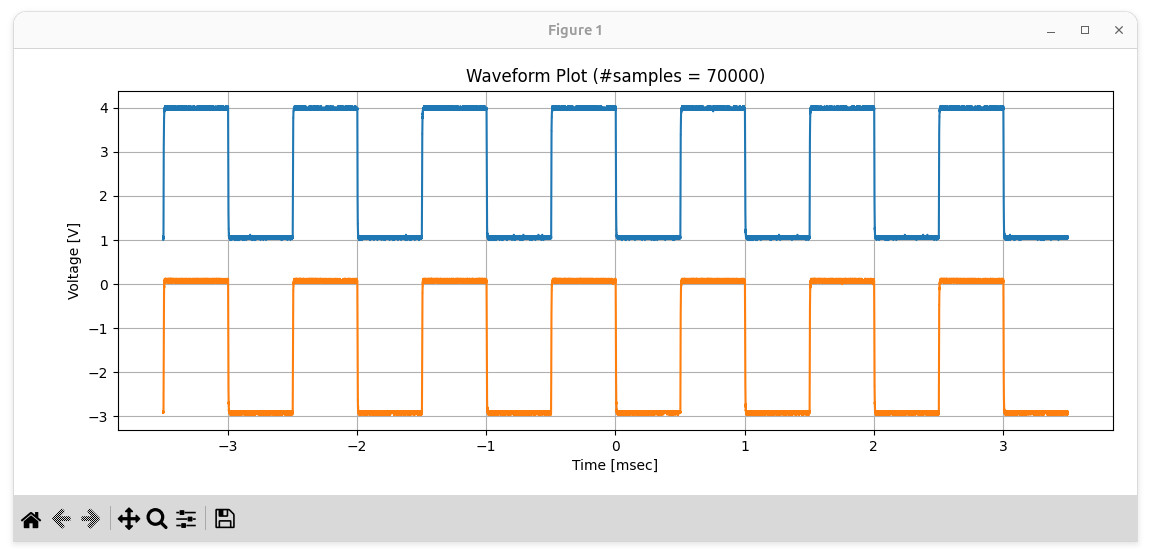 Figure 1
Waveform Plot (#samples = 70000)
4
3
2
1
0
−1
−2
−3
Voltage [V]
−3 −2 −1 0 1 2 3
Time [msec]